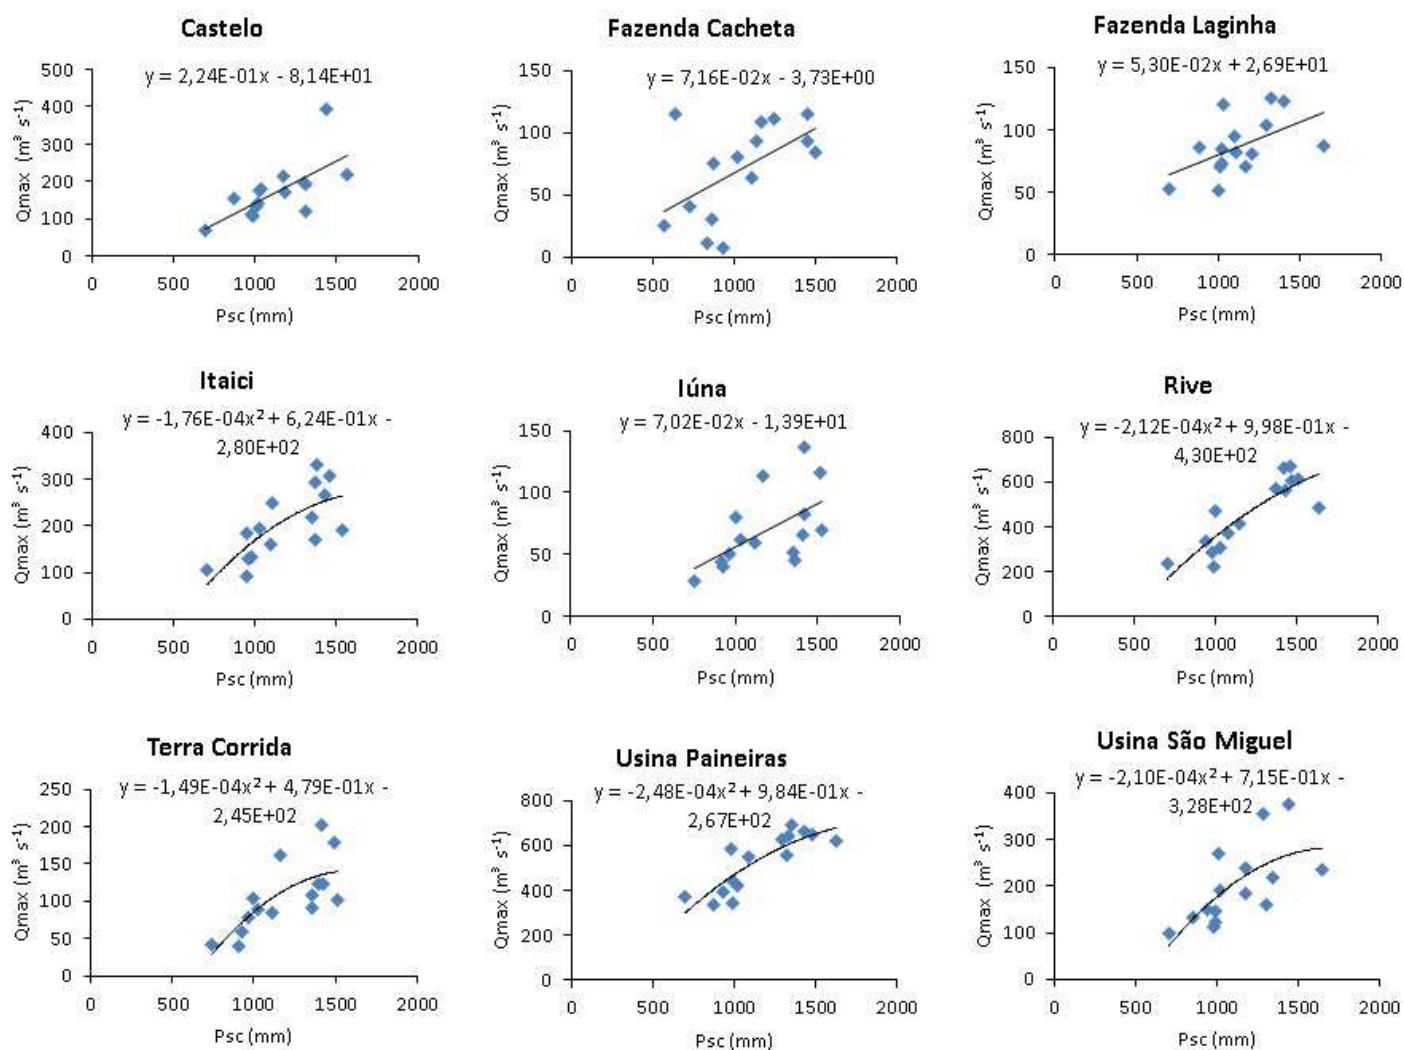 Castelo
y = 2,24E-01x - 8,14E+01
500
400
300
200
100
0
Qmax (m³ s⁻¹)
0 500 1000 1500 2000
Psc (mm)
Fazenda Cacheta
y = 7,16E-02x - 3,73E+00
150
100
50
0
Qmax (m³ s⁻¹)
0 500 1000 1500 2000
Psc (mm)
Fazenda Laginha
y = 5,30E-02x + 2,69E+01
150
100
50
0
Qmax (m³ s⁻¹)
0 500 1000 1500 2000
Psc (mm)
Itaici
y = -1,76E-04x² + 6,24E-01x -
2,80E+02
400
300
200
100
0
Qmax (m³ s⁻¹)
0 500 1000 1500 2000
Psc (mm)
Iúna
y = 7,02E-02x - 1,39E+01
150
100
50
0
Qmax (m³ s⁻¹)
0 500 1000 1500 2000
Psc (mm)
Rive
y = -2,12E-04x² + 9,98E-01x -
4,30E+02
800
600
400
200
0
Qmax (m³ s⁻¹)
0 500 1000 1500 2000
Psc (mm)
Terra Corrida
y = -1,49E-04x² + 4,79E-01x -
2,45E+02
250
200
150
100
50
0
Qmax (m³ s⁻¹)
0 500 1000 1500 2000
Psc (mm)
Usina Paineiras
y = -2,48E-04x² + 9,84E-01x -
2,67E+02
800
600
400
200
0
Qmax (m³ s⁻¹)
0 500 1000 1500 2000
Psc (mm)
Usina São Miguel
y = -2,10E-04x² + 7,15E-01x -
3,28E+02
400
300
200
100
0
Qmax (m³ s⁻¹)
0 500 1000 1500 2000
Psc (mm)